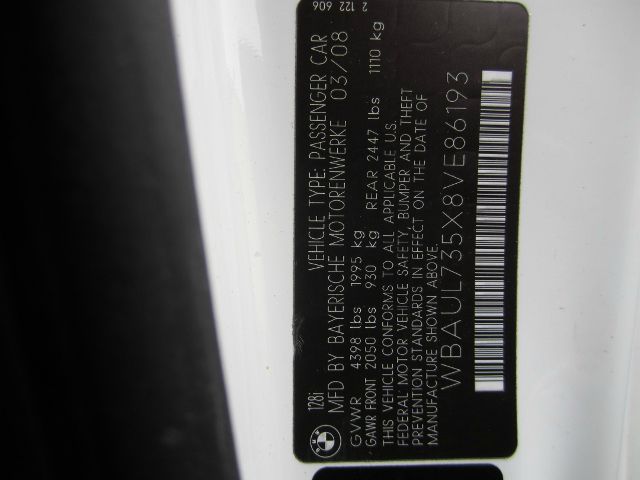 2 122 606
128i VEHICLE TYPE: PASSENGER CAR
MFD BY BAYERISCHE MOTORENWERKE 03/08
GVWR 4398 lbs 1995 kg
GAWR FRONT 2050 lbs 930 kg REAR 2447 lbs 1110 kg
THIS VEHICLE CONFORMS TO ALL APPLICABLE U.S.
FEDERAL MOTOR VEHICLE SAFETY, BUMPER AND THEFT
PREVENTION STANDARDS IN EFFECT ON THE DATE OF
MANUFACTURE SHOWN ABOVE.
WBAUL735X8VE86193